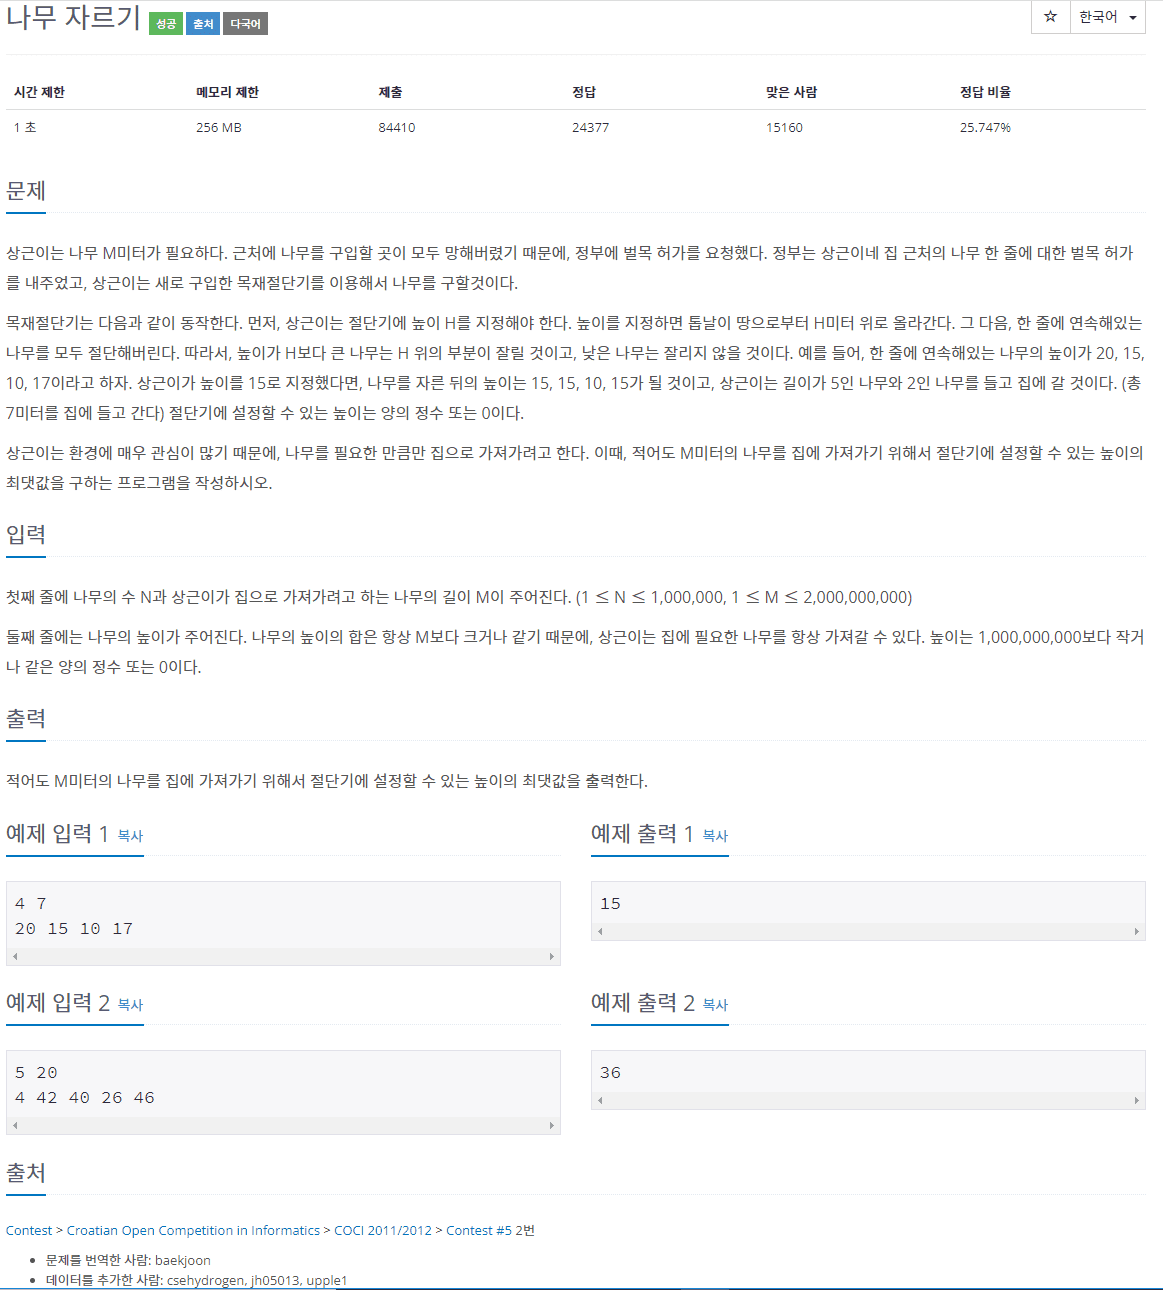 나무 자르기 성공 출처 다국어
☆ 한국어
시간 제한 메모리 제한 제출 정답 맞은 사람 정답 비율
1 초 256 MB 84410 24377 15160 25.747%
문제
상근이는 나무 M미터가 필요하다. 근처에 나무를 구입할 곳이 모두 망해버렸기 때문에, 정부에 벌목 허가를 요청했다. 정부는 상근이네 집 근처의 나무 한 줄에 대한 벌목 허가
를 내주었고, 상근이는 새로 구입한 목재절단기를 이용해서 나무를 구할것이다.
목재절단기는 다음과 같이 동작한다. 먼저, 상근이는 절단기에 높이 H를 지정해야 한다. 높이를 지정하면 톱날이 땅으로부터 H미터 위로 올라간다. 그 다음, 한 줄에 연속해있는
나무를 모두 절단해버린다. 따라서, 높이가 H보다 큰 나무는 H 위의 부분이 잘릴 것이고, 낮은 나무는 잘리지 않을 것이다. 예를 들어, 한 줄에 연속해있는 나무의 높이가 20, 15,
10, 17이라고 하자. 상근이가 높이를 15로 지정했다면, 나무를 자른 뒤의 높이는 15, 15, 10, 15가 될 것이고, 상근이는 길이가 5인 나무와 2인 나무를 들고 집에 갈 것이다. (총
7미터를 집에 들고 간다) 절단기에 설정할 수 있는 높이는 양의 정수 또는 0이다.
상근이는 환경에 매우 관심이 많기 때문에, 나무를 필요한 만큼만 집으로 가져가려고 한다. 이때, 적어도 M미터의 나무를 집에 가져가기 위해서 절단기에 설정할 수 있는 높이의
최댓값을 구하는 프로그램을 작성하시오.
입력
첫째 줄에 나무의 수 N과 상근이가 집으로 가져가려고 하는 나무의 길이 M이 주어진다. (1 ≤ N ≤ 1,000,000, 1 ≤ M ≤ 2,000,000,000)
둘째 줄에는 나무의 높이가 주어진다. 나무의 높이의 합은 항상 M보다 크거나 같기 때문에, 상근이는 집에 필요한 나무를 항상 가져갈 수 있다. 높이는 1,000,000,000보다 작거
나 같은 양의 정수 또는 0이다.
출력
적어도 M미터의 나무를 집에 가져가기 위해서 절단기에 설정할 수 있는 높이의 최댓값을 출력한다.
예제 입력 1 복사
4 7
20 15 10 17
예제 출력 1 복사
15
예제 입력 2 복사
5 20
4 42 40 26 46
예제 출력 2 복사
36
출처
Contest > Croatian Open Competition in Informatics > COCI 2011/2012 > Contest #5 2번
• 문제를 번역한 사람: baekjoon
• 데이터를 추가한 사람: csehydrogen, jh05013, upple1